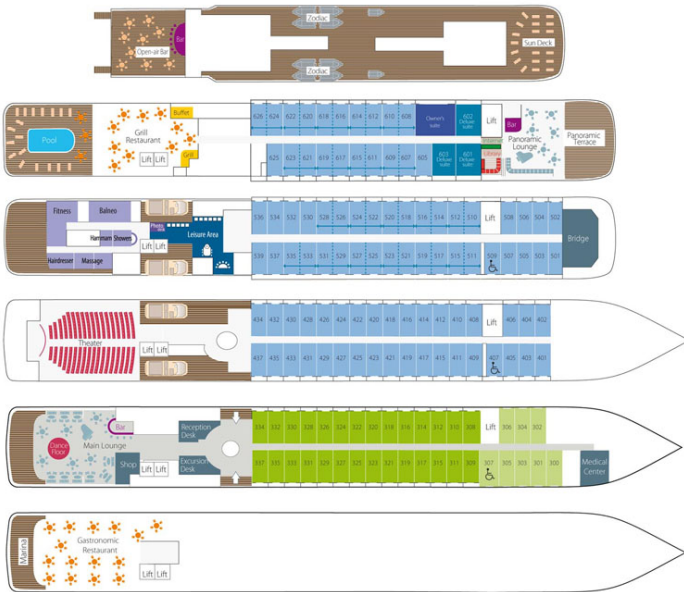 Zodiac
Bar
Open-air Bar
Sun Deck
Zodiac
626 624 622 620 618 616 614 612 610 608
Owner's
suite
602
Deluxe
suite
Lift
Buffet
Bar
Grill
Restaurant
Pool
Panoramic
Lounge
Panoramic
Terrace
Lift Lift
Grill
Library
625 623 621 619 617 615 611 609 607 605
603
Deluxe
suite
601
Deluxe
suite
Fitness
Balneo
Photo
Hammam Showers
Leisure Area
Lift Lift
Hairdresser
Massage
536 534 532 530 528 526 524 522 520 518 516 514 512 510
Lift
508 506 504 502
Bridge
539 537 535 533 531 529 527 525 523 521 519 517 515 511
509
507 505 503 501
434 432 430 428 426 424 422 420 418 416 414 412 410 408
Lift
406 404 402
Theater
Lift Lift
437 435 433 431 429 427 425 423 421 419 417 415 411 409
407
405 403 401
Reception
Desk
Bar
Dance
Floor
Main Lounge
Shop
Excursion
Desk
Lift Lift
334 332 330 328 326 324 322 320 318 316 314 312 310 308
Lift
306 304 302
337 335 333 331 329 327 325 323 321 319 317 315 311 309
307
305 303 301 300
Medical
Center
Marina
Gastronomic
Restaurant
Lift Lift